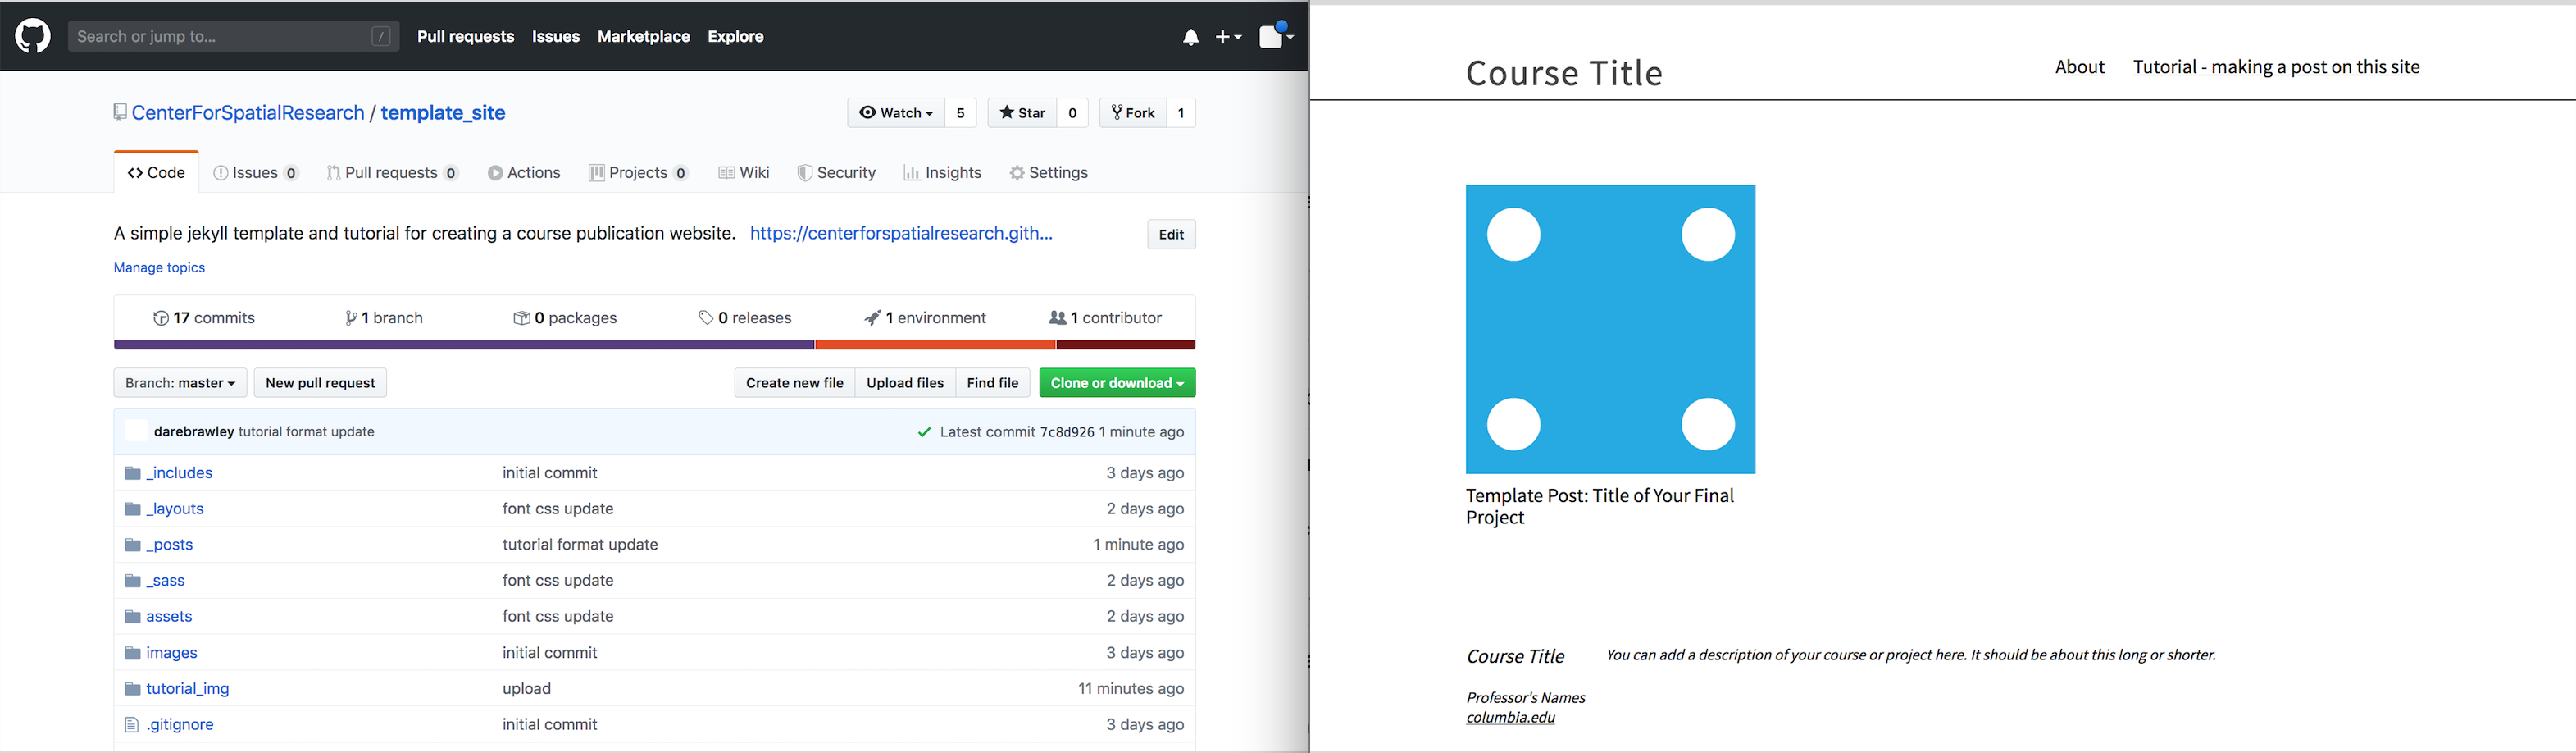 Search or jump to... /
Pull requests Issues Marketplace Explore
CenterForSpatialResearch / template_site
Watch 5 Star 0 Fork 1
Code Issues 0 Pull requests 0 Actions Projects 0 Wiki Security Insights Settings
A simple jekyll template and tutorial for creating a course publication website. https://centerforspatialresearch.gith...
Edit
Manage topics
17 commits 1 branch 0 packages 0 releases 1 environment 1 contributor
Branch: master New pull request Create new file Upload files Find file Clone or download
darebrawley tutorial format update Latest commit 7c8d926 1 minute ago
_includes initial commit 3 days ago
_layouts font css update 2 days ago
_posts tutorial format update 1 minute ago
_sass font css update 2 days ago
assets font css update 2 days ago
images initial commit 3 days ago
tutorial_img upload 11 minutes ago
.gitignore initial commit 3 days ago
Course Title
About Tutorial - making a post on this site
Template Post: Title of Your Final
Project
Course Title You can add a description of your course or project here. It should be about this long or shorter.
Professor's Names
columbia.edu